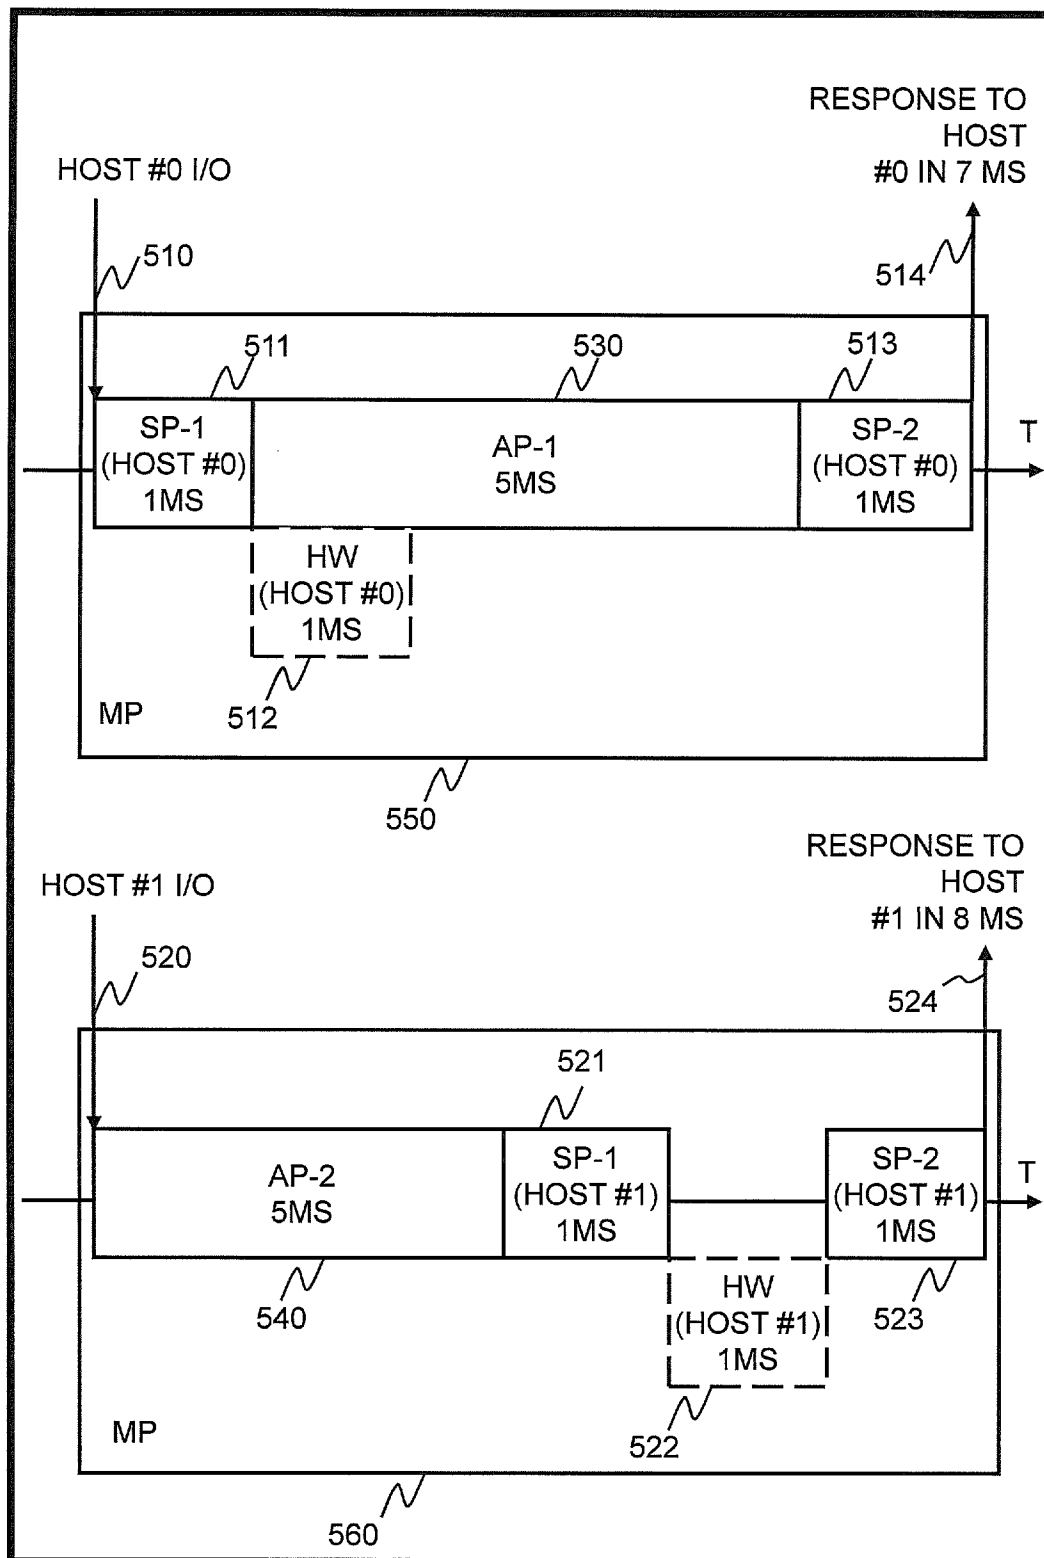 RESPONSE TO
HOST
#0 IN 7 MS
HOST #0 I/O
510
514
511
530
513
SP-1
(HOST #0)
1MS
AP-1
5MS
SP-2
(HOST #0)
1MS
T
HW
(HOST #0)
1MS
512
MP
550
RESPONSE TO
HOST
#1 IN 8 MS
HOST #1 I/O
520
524
521
AP-2
5MS
SP-1
(HOST #1)
1MS
SP-2
(HOST #1)
1MS
T
540
HW
(HOST #1)
1MS
523
522
MP
560